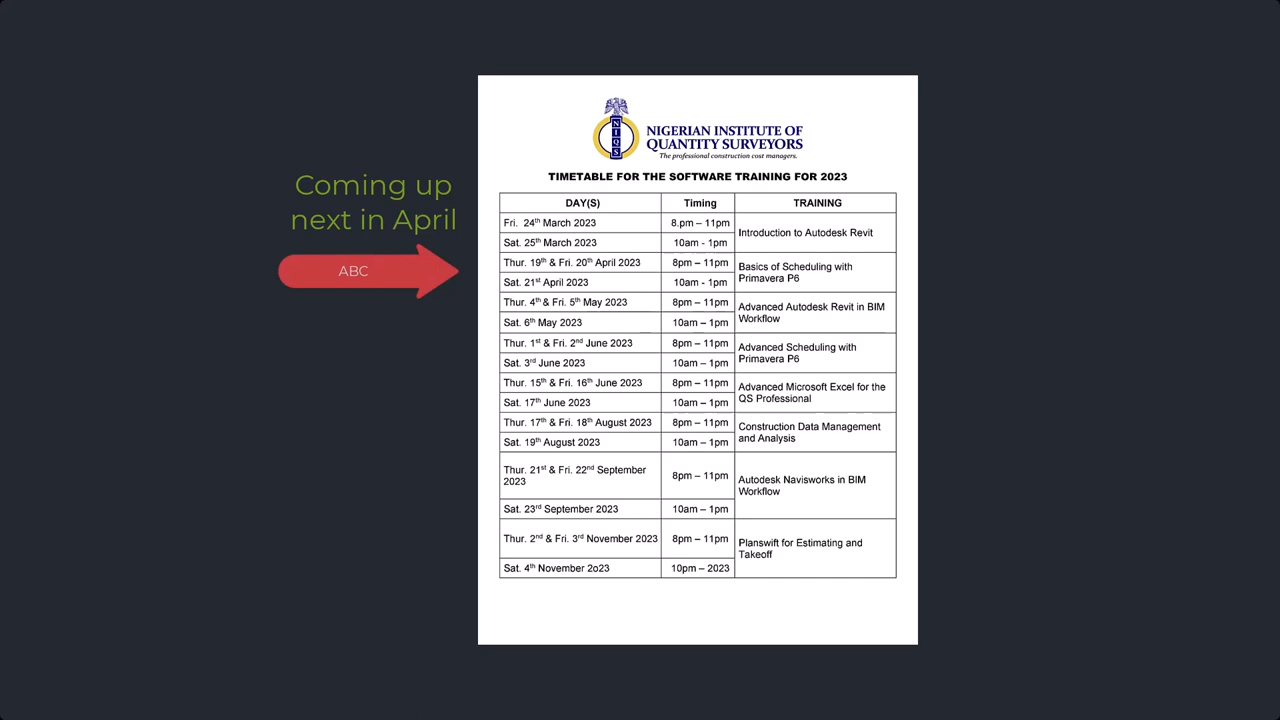 Coming up
next in April
ABC
NIQS
NIGERIAN INSTITUTE OF
QUANTITY SURVEYORS
The professional construction cost managers.
TIMETABLE FOR THE SOFTWARE TRAINING FOR 2023
DAY(S) Timing TRAINING
Fri. 24th March 2023 8.pm – 11pm
Introduction to Autodesk Revit
Sat. 25th March 2023 10am - 1pm
Thur. 19th & Fri. 20th April 2023 8pm – 11pm
Basics of Scheduling with
Primavera P6
Sat. 21st April 2023 10am - 1pm
Thur. 4th & Fri. 5th May 2023 8pm – 11pm
Advanced Autodesk Revit in BIM
Workflow
Sat. 6th May 2023 10am – 1pm
Thur. 1st & Fri. 2nd June 2023 8pm – 11pm
Advanced Scheduling with
Primavera P6
Sat. 3rd June 2023 10am – 1pm
Thur. 15th & Fri. 16th June 2023 8pm – 11pm
Advanced Microsoft Excel for the
QS Professional
Sat. 17th June 2023 10am – 1pm
Thur. 17th & Fri. 18th August 2023 8pm – 11pm
Construction Data Management
and Analysis
Sat. 19th August 2023 10am – 1pm
Thur. 21st & Fri. 22nd September
2023 8pm – 11pm
Autodesk Navisworks in BIM
Workflow
Sat. 23rd September 2023 10am – 1pm
Thur. 2nd & Fri. 3rd November 2023 8pm – 11pm
Planswift for Estimating and
Takeoff
Sat. 4th November 2o23 10pm – 2023